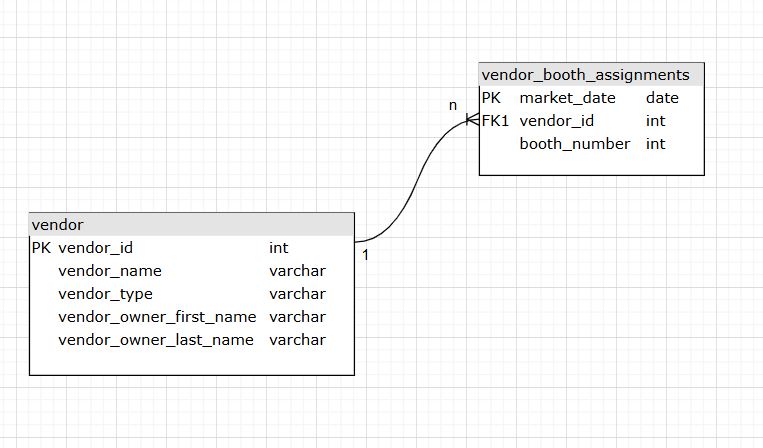 vendor_booth_assignments
PK market_date date
n
FK1 vendor_id int
booth_number int
vendor
PK vendor_id int
1
vendor_name varchar
vendor_type varchar
vendor_owner_first_name varchar
vendor_owner_last_name varchar